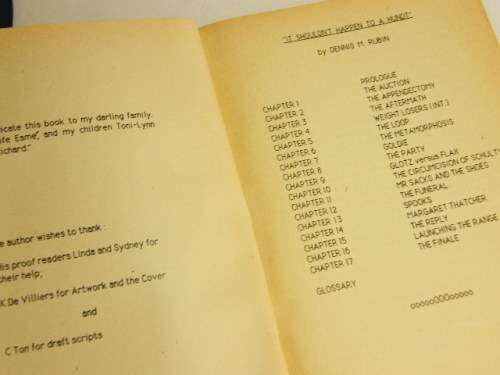 icate this book to my darling family.
ife Esme', and my children Toni-Lynn
ichard."
e author wishes to thank :
is proof readers Linda and Sydney for
heir help,
K De Villiers for Artwork and the Cover
and
C Ton for dreft scripts
"IT SHOULDN'T HAPPEN TO A HUNDT"
by DENNIS M. RUBIN
PROLOGUE
CHAPTER 1 THE AUCTION
CHAPTER 2 THE APPENDECTOMY
CHAPTER 3 THE AFTERMATH
CHAPTER 4 WEIGHT LOSERS (INT.)
CHAPTER 5 THE LOOP
CHAPTER 6 THE METAMORPHOSIS
CHAPTER 7 GOLDIE
CHAPTER 8 THE PARTY
CHAPTER 9 GLOTZ versus FLAX
CHAPTER 10 THE CIRCUMCISION OF SCHULTY
CHAPTER 11 MR SACKS AND THE SHOES
CHAPTER 12 THE FUNERAL
CHAPTER 13 SPOOKS
CHAPTER 14 MARGARET THATCHER
CHAPTER 15 THE REPLY
CHAPTER 16 LAUNCHING THE RANGE
CHAPTER 17 THE FINALE
GLOSSARY
oooooOOOooooo